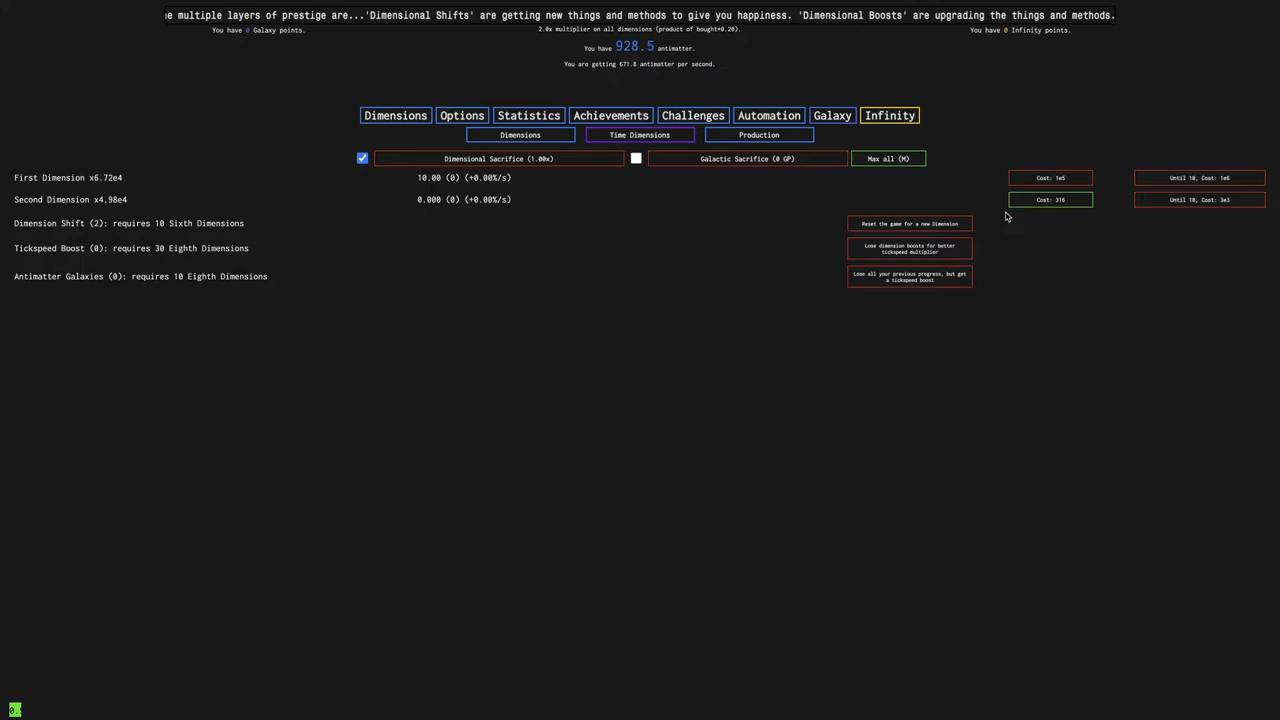 e multiple layers of prestige are...'Dimensional Shifts' are getting new things and methods to give you happiness. 'Dimensional Boosts' are upgrading the things and methods.
You have 0 Galaxy points.
2.0x multiplier on all dimensions (product of bought*0.20).
You have 0 Infinity points.
You have 928.5 antimatter.
You are getting 671.8 antimatter per second.
Dimensions Options Statistics Achievements Challenges Automation Galaxy Infinity
Dimensions Time Dimensions Production
Dimensional Sacrifice (1.00x) Galactic Sacrifice (0 GP) Max all (M)
First Dimension x6.72e4 10.00 (0) (+0.00%/s) Cost: 1e5 Until 10, Cost: 1e6
Second Dimension x4.98e4 0.000 (0) (+0.00%/s) Cost: 316 Until 10, Cost: 3e3
Dimension Shift (2): requires 10 Sixth Dimensions Reset the game for a new Dimension
Tickspeed Boost (0): requires 30 Eighth Dimensions Lose dimension boosts for better
tickspeed multiplier
Antimatter Galaxies (0): requires 10 Eighth Dimensions Lose all your previous progress, but get
a tickspeed boost